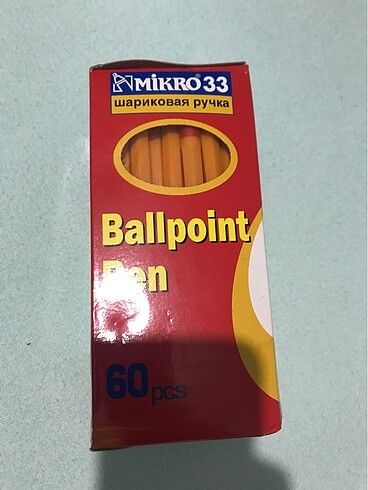 MİKRO 33
шариковая ручка
Ballpoint
Pen
60 pcs